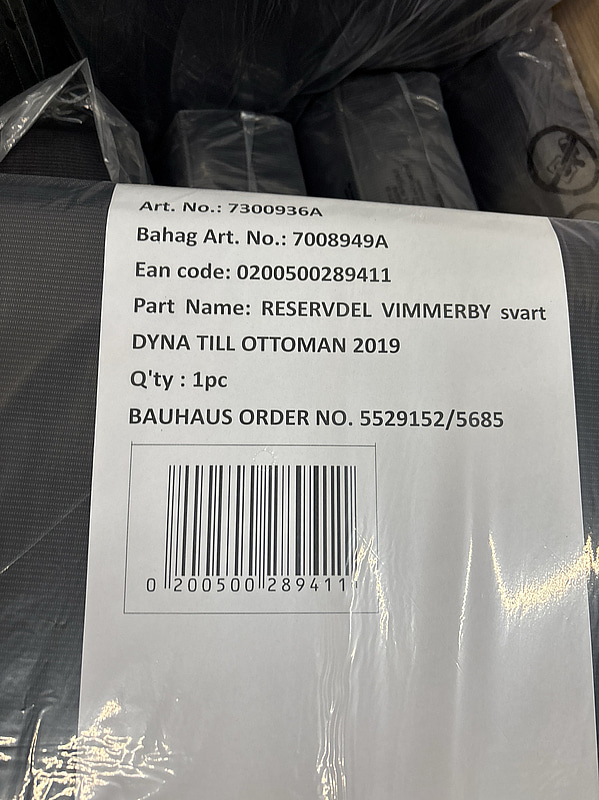 Art. No.: 7300936A
Bahag Art. No.: 7008949A
Ean code: 0200500289411
Part Name: RESERVDEL VIMMERBY svart
DYNA TILL OTTOMAN 2019
Q'ty : 1pc
BAUHAUS ORDER NO. 5529152/5685
0 200500 289411